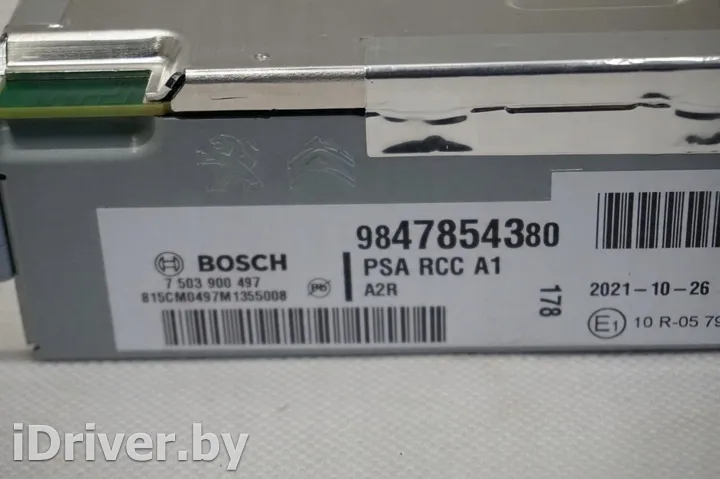 9847854380
BOSCH
PSA RCC A1
7 503 900 497
A2R
815CM0497M1355008
Pb
178
2021-10-26
E1 10 R-05 79
iDriver.by